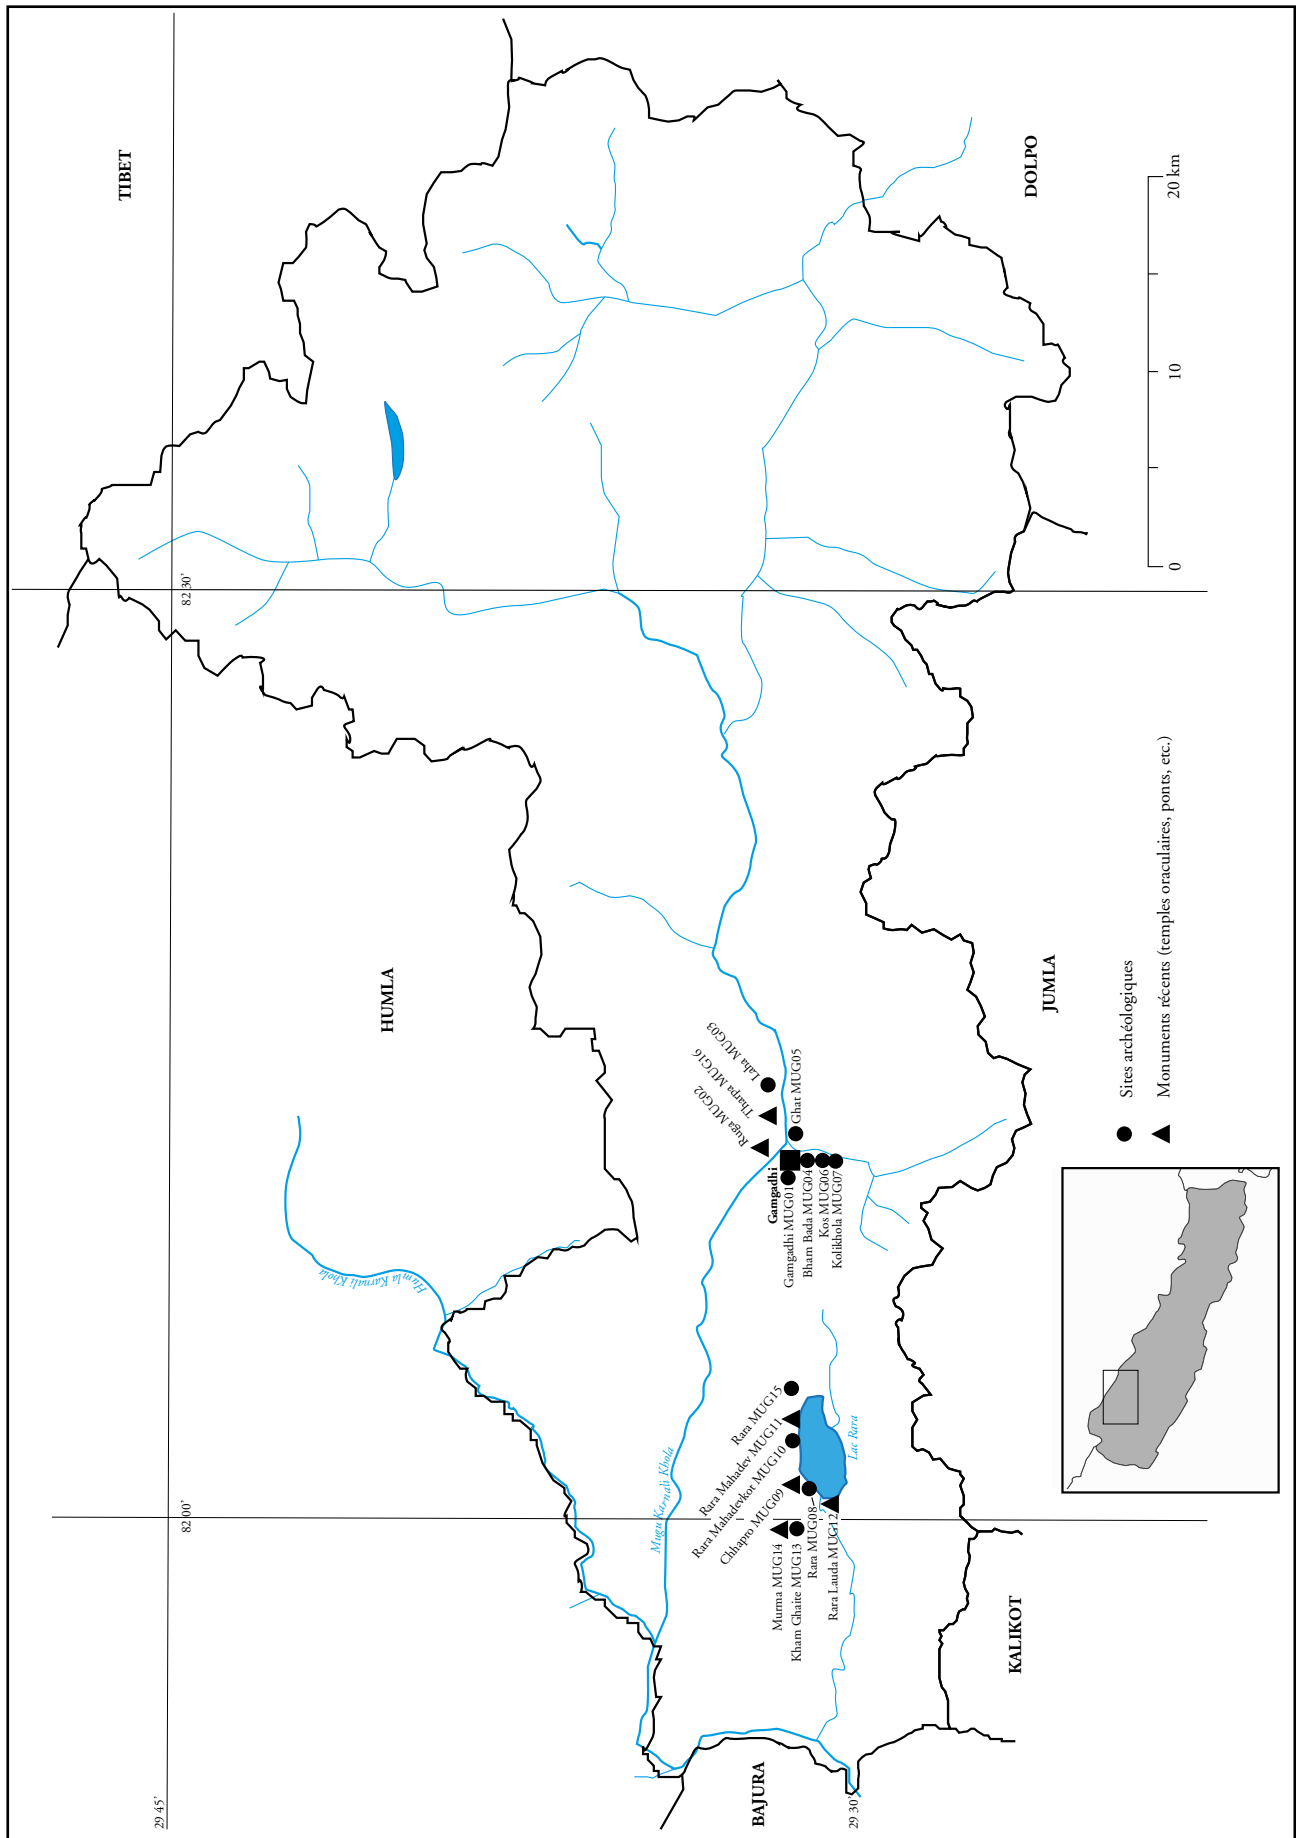 TIBET
HUMLA
DOLPO
JUMLA
KALIKOT
BAJURA
29 45'
29 30'
82 00'
82 30'
Humla Karnali Khola
Mugu Karnali Khola
Lac Rara
Ruga MUG02
Tharpa MUG16
Laha MUG03
Ghat MUG05
Gamgadhi
Gamgadhi MUG01
Bham Bada MUG04
Kos MUG06
Kolikhola MUG07
Rara MUG15
Rara Mahadev MUG11
Rara Mahadevkot MUG10
Chhapro MUG09
Murma MUG14
Kham Ghaite MUG13
Rara MUG08
Rara Lauda MUG12
Sites archéologiques
Monuments récents (temples oraculaires, ponts, etc.)
0
10
20 km